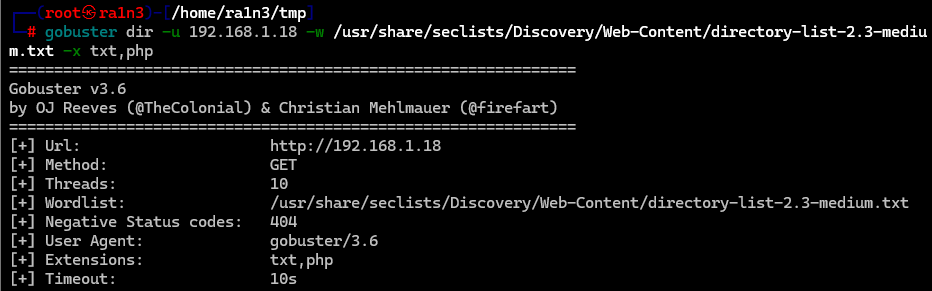 ┌──(root㉿ra1n3)-[/home/ra1n3/tmp]
└─# gobuster dir -u 192.168.1.18 -w /usr/share/seclists/Discovery/Web-Content/directory-list-2.3-mediu
m.txt -x txt,php
===============================================================
Gobuster v3.6
by OJ Reeves (@TheColonial) & Christian Mehlmauer (@firefart)
===============================================================
[+] Url:                     http://192.168.1.18
[+] Method:                  GET
[+] Threads:                 10
[+] Wordlist:                /usr/share/seclists/Discovery/Web-Content/directory-list-2.3-medium.txt
[+] Negative Status codes:   404
[+] User Agent:              gobuster/3.6
[+] Extensions:              txt,php
[+] Timeout:                 10s